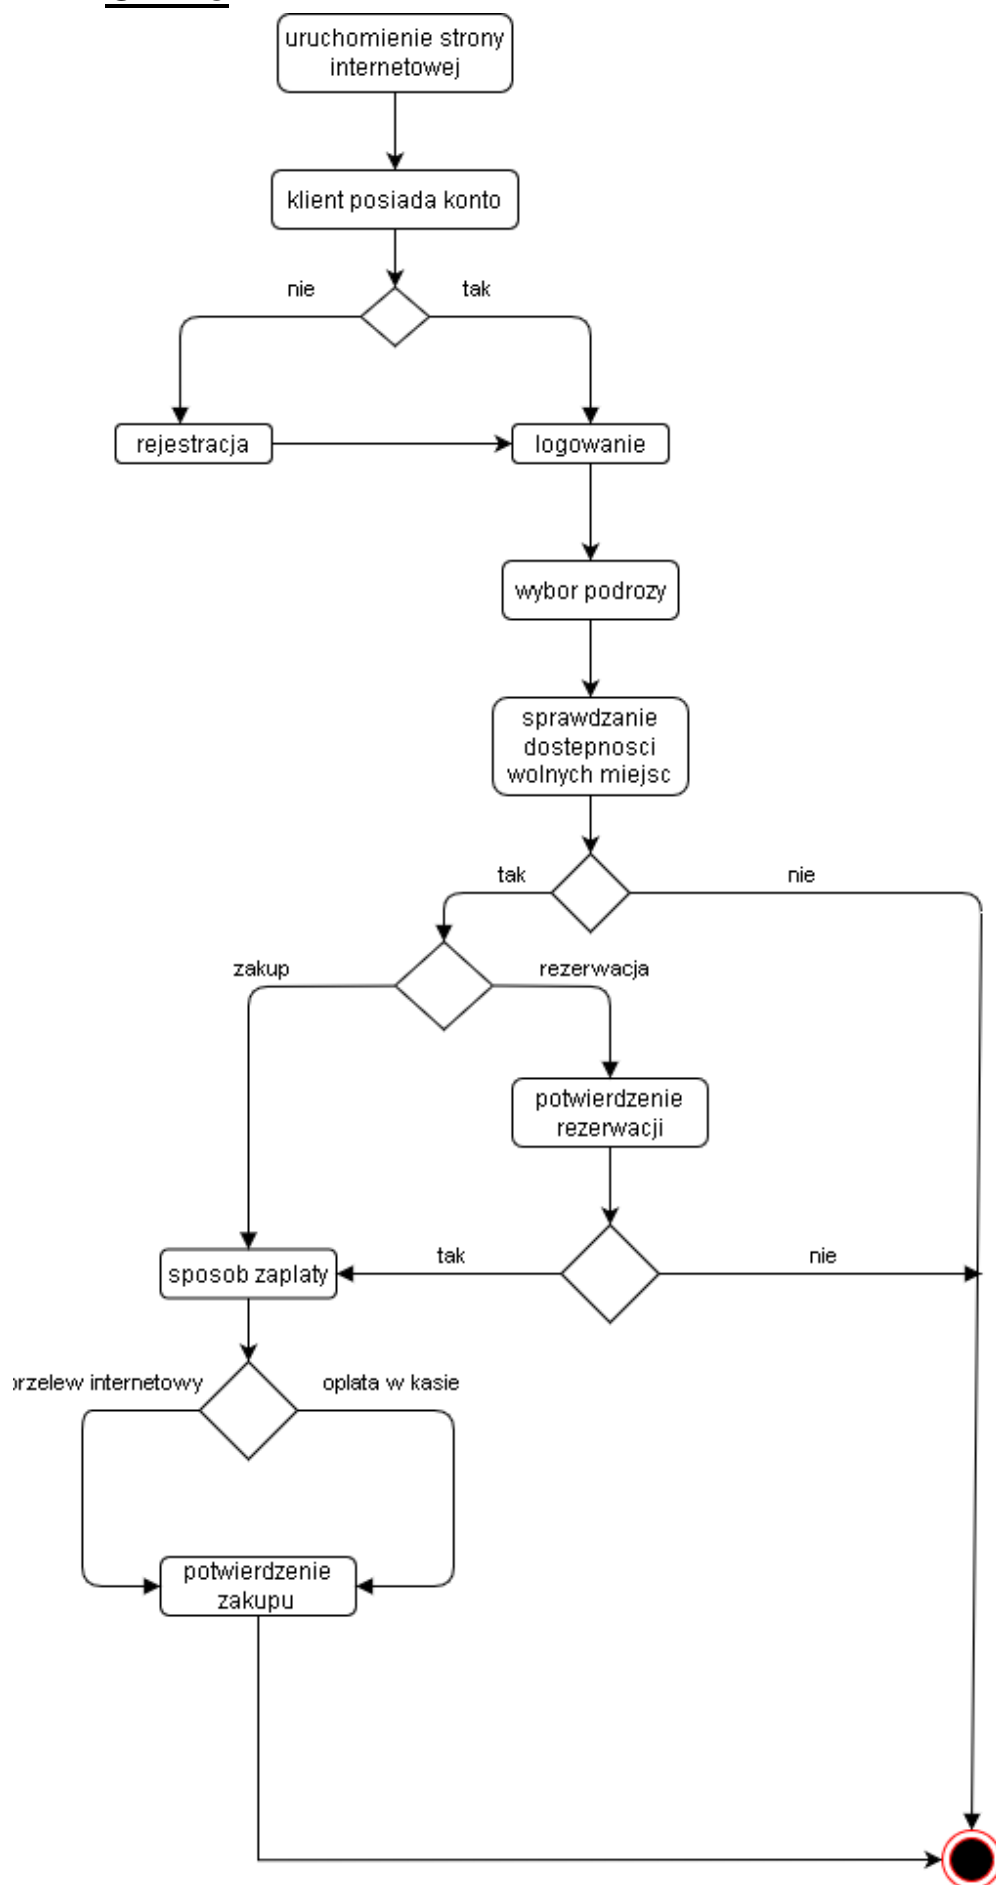 uruchomienie strony
internetowej
klient posiada konto
nie
tak
rejestracja
logowanie
wybor podrozy
sprawdzanie
dostepnosci
wolnych miejsc
tak
nie
zakup
rezerwacja
potwierdzenie
rezerwacji
sposob zaplaty
tak
nie
przelew internetowy
oplata w kasie
potwierdzenie
zakupu